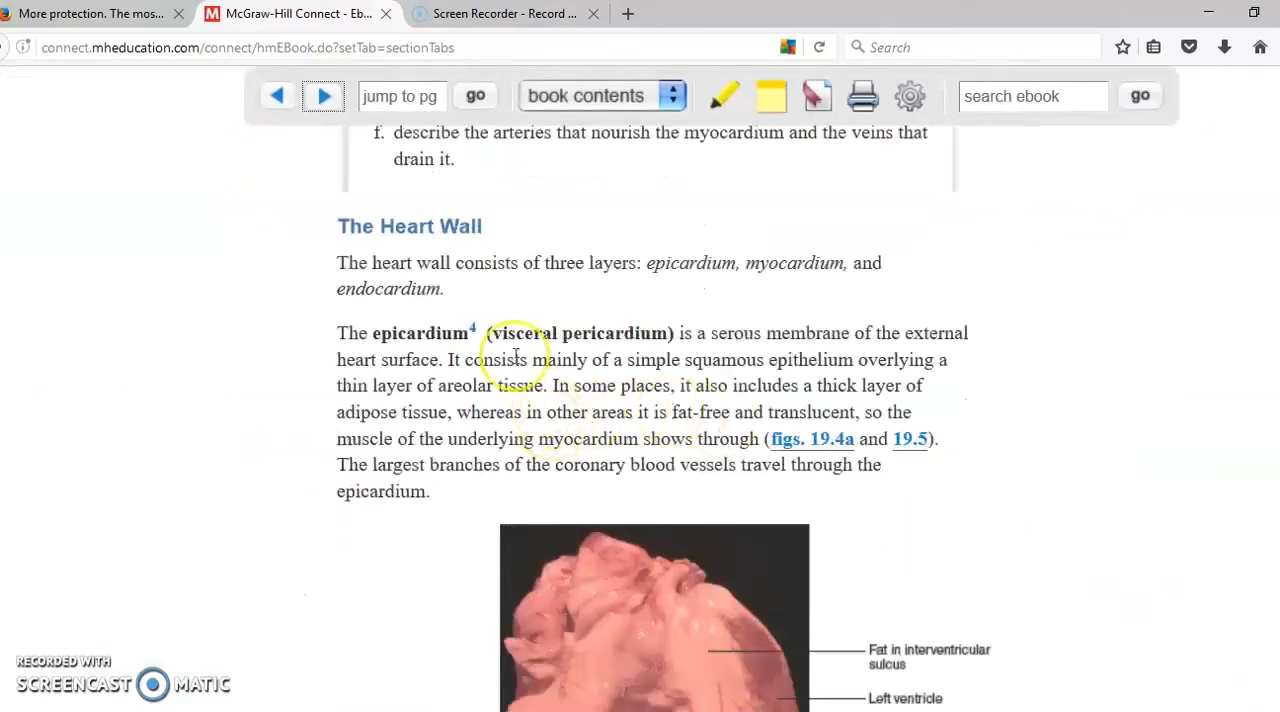 More protection. The mos...
McGraw-Hill Connect - Eb...
Screen Recorder - Record ...
connect.mheducation.com/connect/hmEBook.do?setTab=sectionTabs
Search
jump to pg
go
book contents
search ebook
go
f. describe the arteries that nourish the myocardium and the veins that
drain it.
The Heart Wall
The heart wall consists of three layers: epicardium, myocardium, and
endocardium.
The epicardium4 (visceral pericardium) is a serous membrane of the external
heart surface. It consists mainly of a simple squamous epithelium overlying a
thin layer of areolar tissue. In some places, it also includes a thick layer of
adipose tissue, whereas in other areas it is fat-free and translucent, so the
muscle of the underlying myocardium shows through (figs. 19.4a and 19.5).
The largest branches of the coronary blood vessels travel through the
epicardium.
Fat in interventricular
sulcus
Left ventricle
RECORDED WITH
SCREENCAST MATIC